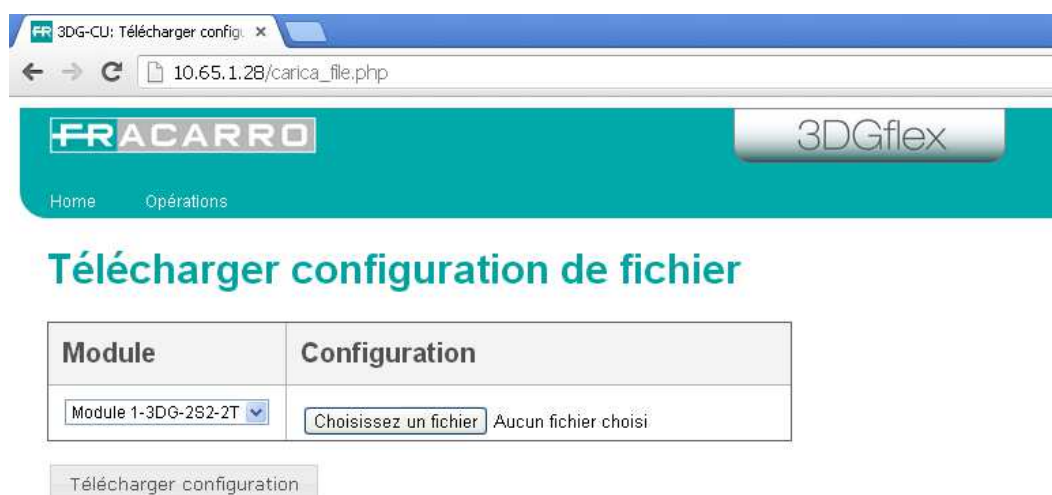 3DG-CU: Télécharger config
10.65.1.28/carica_file.php
FRACARRO
3DGflex
Home Opérations
Télécharger configuration de fichier
Module Configuration
Module 1-3DG-2S2-2T Choisissez un fichier Aucun fichier choisi
Télécharger configuration